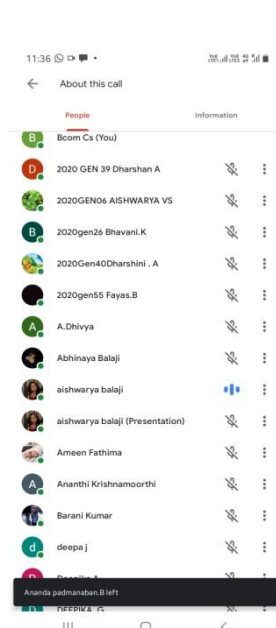 11:36
About this call
People
Information
B
Bcom Cs (You)
D
2020 GEN 39 Dharshan A
2020GEN06 AISHWARYA VS
B
2020gen26 Bhavani.K
2020Gen40Dharshini . A
2020gen55 Fayas.B
A
A.Dhivya
Abhinaya Balaji
aishwarya balaji
aishwarya balaji (Presentation)
Ameen Fathima
A
Ananthi Krishnamoorthi
Barani Kumar
d
deepa j
Deepika A
Ananda padmanaban.B left
DEEPIKA G